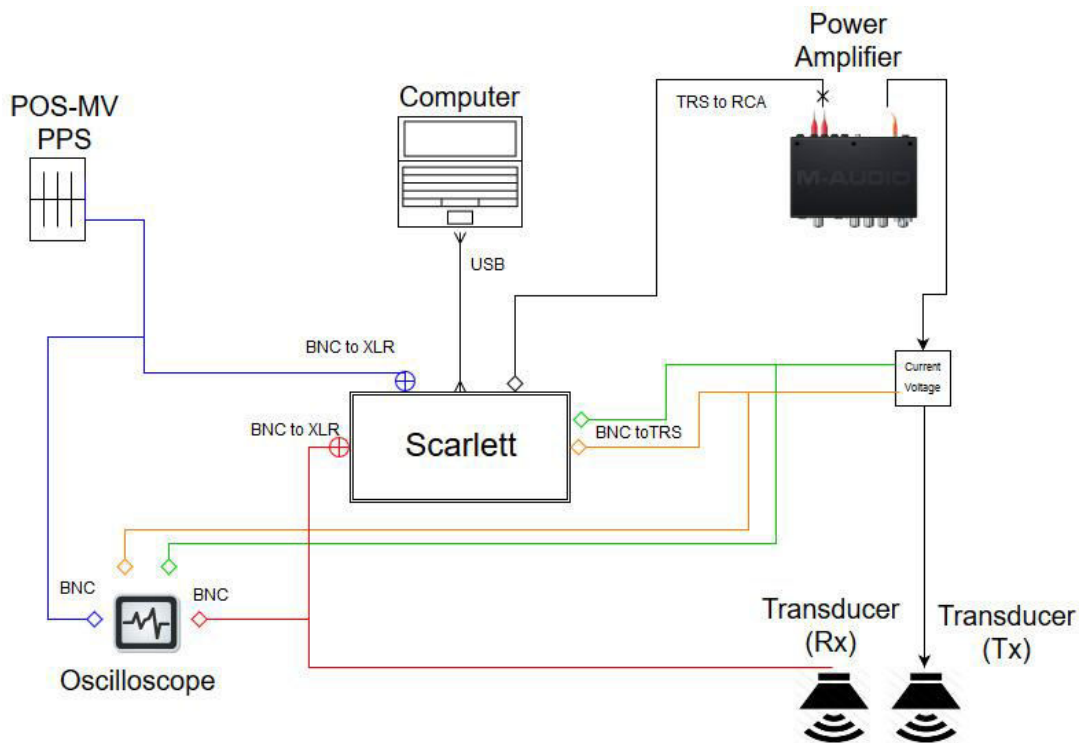 Power
Amplifier
POS-MV
PPS
Computer
TRS to RCA
M-AUDIO
USB
BNC to XLR
Current
Voltage
BNC to XLR
Scarlett
BNC toTRS
BNC
BNC
Oscilloscope
Transducer
(Rx)
Transducer
(Tx)